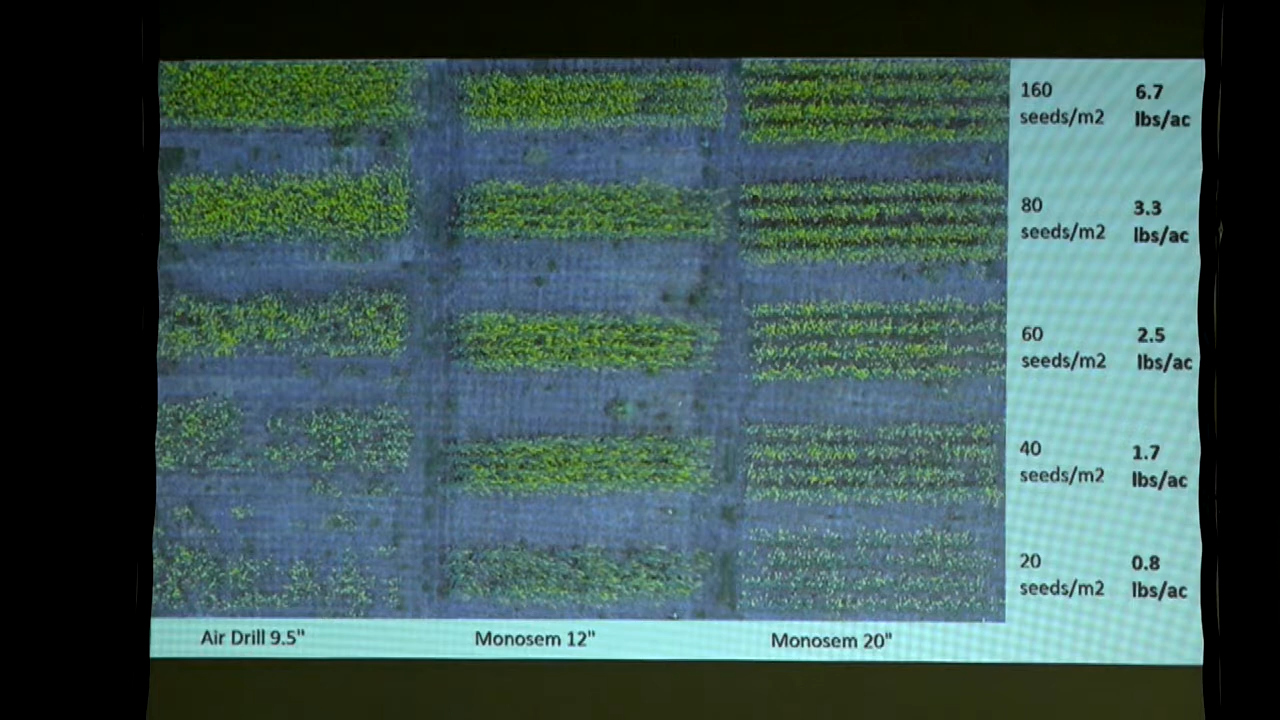 160 6.7
seeds/m2 lbs/ac
80 3.3
seeds/m2 lbs/ac
60 2.5
seeds/m2 lbs/ac
40 1.7
seeds/m2 lbs/ac
20 0.8
seeds/m2 lbs/ac
Air Drill 9.5" Monosem 12" Monosem 20"